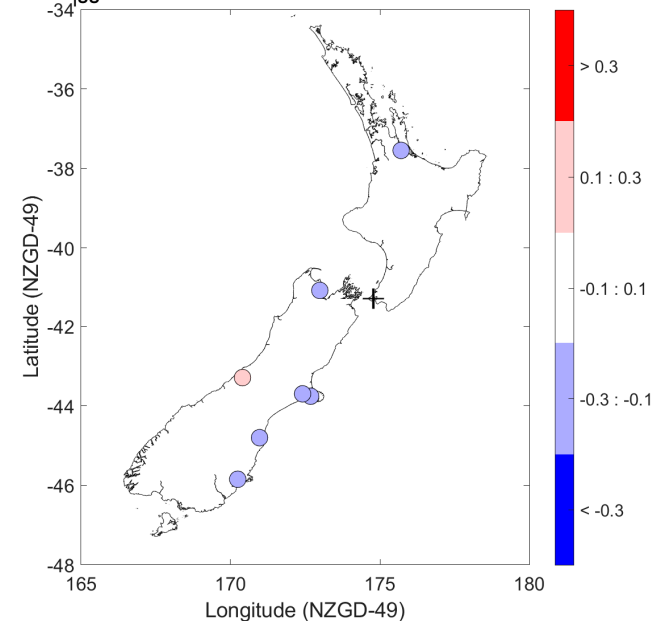 -34
-36
-38
-40
-42
-44
-46
-48
165
170
175
180
Longitude (NZGD-49)
Latitude (NZGD-49)
> 0.3
0.1 : 0.3
-0.1 : 0.1
-0.3 : -0.1
< -0.3